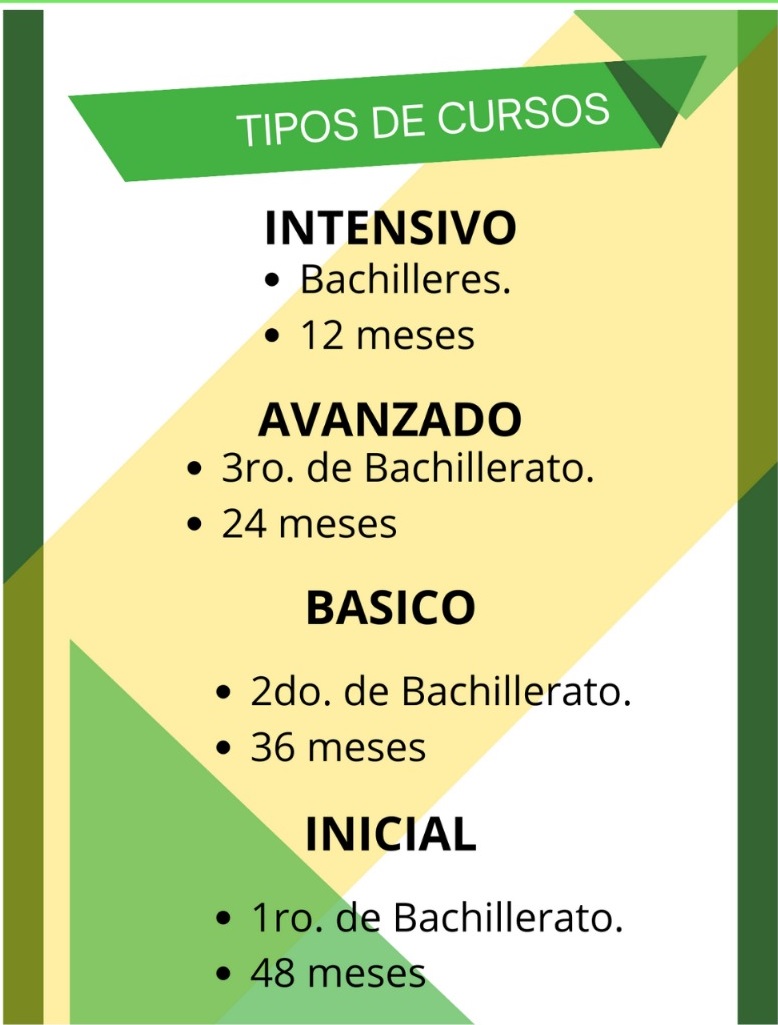 TIPOS DE CURSOS
INTENSIVO
• Bachilleres.
• 12 meses
AVANZADO
• 3ro. de Bachillerato.
• 24 meses
BASICO
• 2do. de Bachillerato.
• 36 meses
INICIAL
• 1ro. de Bachillerato.
• 48 meses